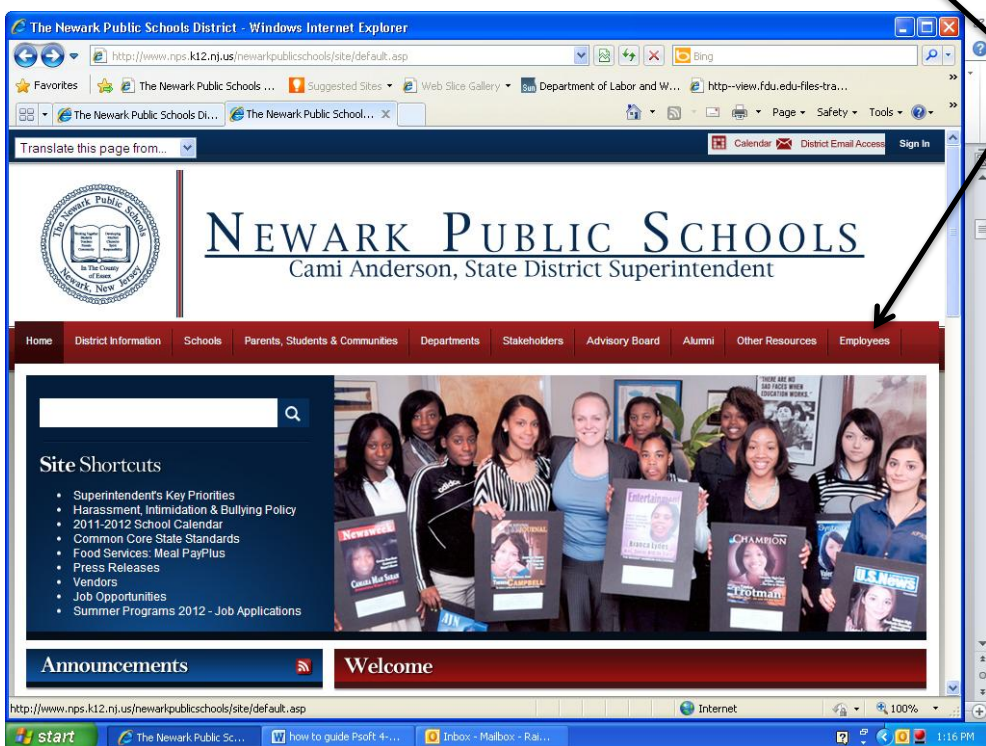 The Newark Public Schools District - Windows Internet Explorer
http://www.nps.k12.nj.us/newarkpublicschools/site/default.asp
Bing
Favorites
The Newark Public Schools ...
Suggested Sites
Web Slice Gallery
Department of Labor and W...
http--view.fdu.edu-files-tra...
The Newark Public Schools Di...
The Newark Public School...
Page
Safety
Tools
Translate this page from...
Calendar
District Email Access
Sign In
The Newark Public Schools
In The County
of Essex
Newark, New Jersey
NEWARK PUBLIC SCHOOLS
Cami Anderson, State District Superintendent
Home
District Information
Schools
Parents, Students & Communities
Departments
Stakeholders
Advisory Board
Alumni
Other Resources
Employees
Site Shortcuts
Superintendent's Key Priorities
Harassment, Intimidation & Bullying Policy
2011-2012 School Calendar
Common Core State Standards
Food Services: Meal PayPlus
Press Releases
Vendors
Job Opportunities
Summer Programs 2012 - Job Applications
"THERE ARE NO
SAD FACES WHEN
EDUCATION WORKS."
Newsweek
JOURNAL
CAMPBELL
AJN
Entertainment
CHAMPION
Trotman
U.S.News
Announcements
Welcome
http://www.nps.k12.nj.us/newarkpublicschools/site/default.asp
Internet
100%
start
The Newark Public Sc...
how to guide Psoft 4-...
Inbox - Mailbox - Rai...
1:16 PM